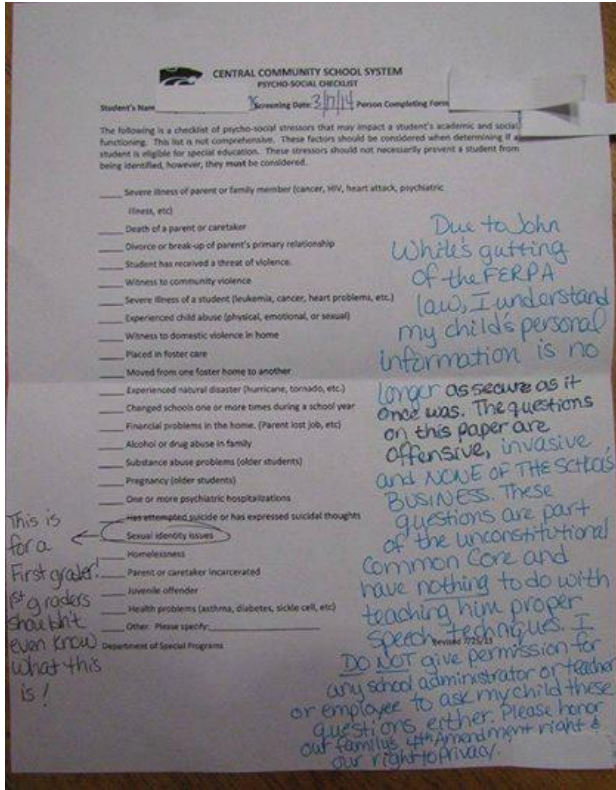 CENTRAL COMMUNITY SCHOOL SYSTEM
PSYCHO-SOCIAL CHECKLIST
Student's Name
Screening Date: 3/17/14 Person Completing Form
The following is a checklist of psycho-social stressors that may impact a student's academic and social
functioning. This list is not comprehensive. These factors should be considered when determining if a
student is eligible for special education. These stressors should not necessarily prevent a student from
being identified, however, they must be considered.
Severe illness of parent or family member (cancer, HIV, heart attack, psychiatric
illness, etc)
Death of a parent or caretaker
Divorce or break-up of parent's primary relationship
Student has received a threat of violence.
Witness to community violence
Severe illness of a student (leukemia, cancer, heart problems, etc.)
Experienced child abuse (physical, emotional, or sexual)
Witness to domestic violence in home
Placed in foster care
Moved from one foster home to another
Experienced natural disaster (hurricane, tornado, etc.)
Changed schools one or more times during a school year
Financial problems in the home. (Parent lost job, etc)
Alcohol or drug abuse in family
Substance abuse problems (older students)
Pregnancy (older students)
One or more psychiatric hospitalizations
Has attempted suicide or has expressed suicidal thoughts
Sexual identity issues
Homelessness
Parent or caretaker incarcerated
Juvenile offender
Health problems (asthma, diabetes, sickle cell, etc)
Other. Please specify:
Revised 7/25/13
Department of Special Programs
This is
for a
First grader!
1st graders
shouldn't
even know
what this
is!
Due to John
White's gutting
of the FERPA
law, I understand
my child's personal
information is no
longer as secure as it
once was. The questions
on this paper are
offensive, invasive
and NONE OF THE SCHOOL'S
BUSINESS. These
questions are part
of the unconstitutional
Common Core and
have nothing to do with
teaching him proper
speech techniques. I
DO NOT give permission for
any school administrator or teacher
or employee to ask my child these
questions either. Please honor
our family's 4th Amendment right &
our right to Privacy.